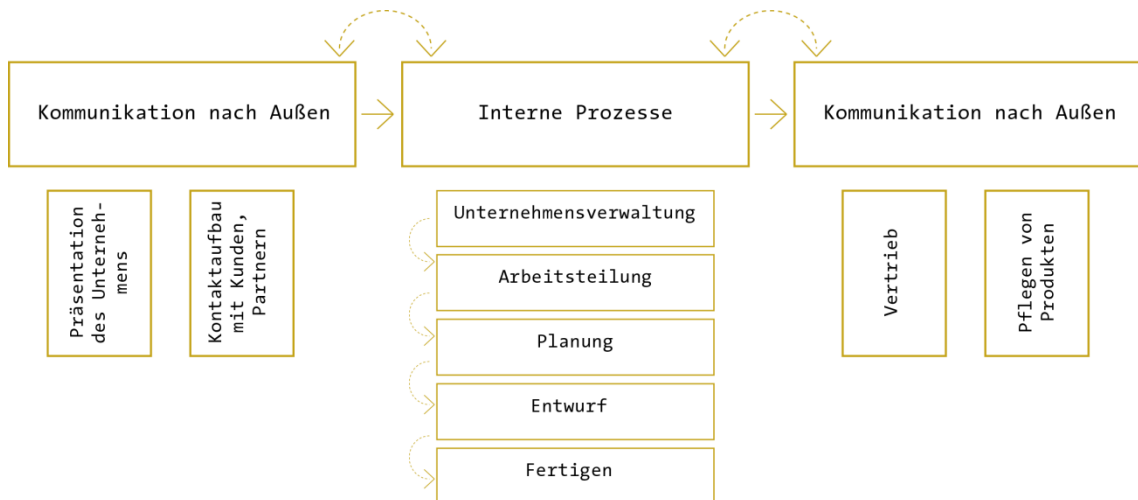 Kommunikation nach Außen
Interne Prozesse
Kommunikation nach Außen
Präsentation
des Unterneh-
mens
Kontaktaufbau
mit Kunden,
Partnern
Unternehmensverwaltung
Arbeitsteilung
Planung
Entwurf
Fertigen
Vertrieb
Pflegen von
Produkten